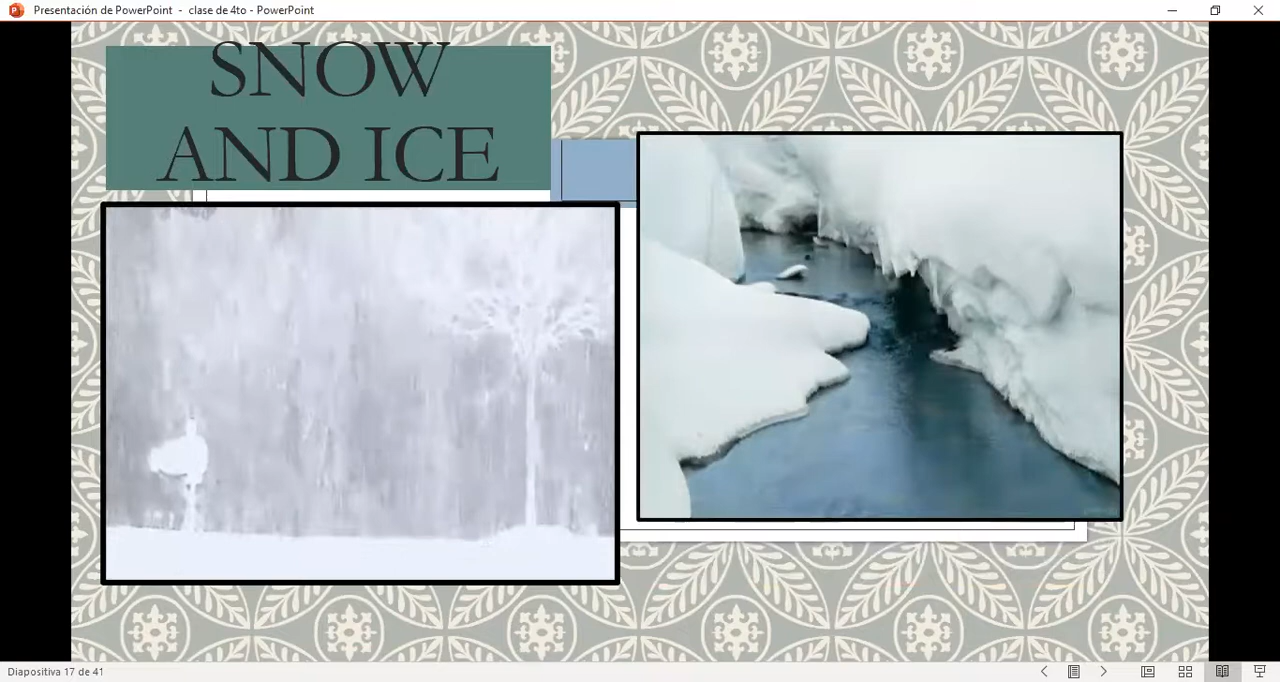 Presentación de PowerPoint - clase de 4to - PowerPoint
SNOW
AND ICE
Diapositiva 17 de 41